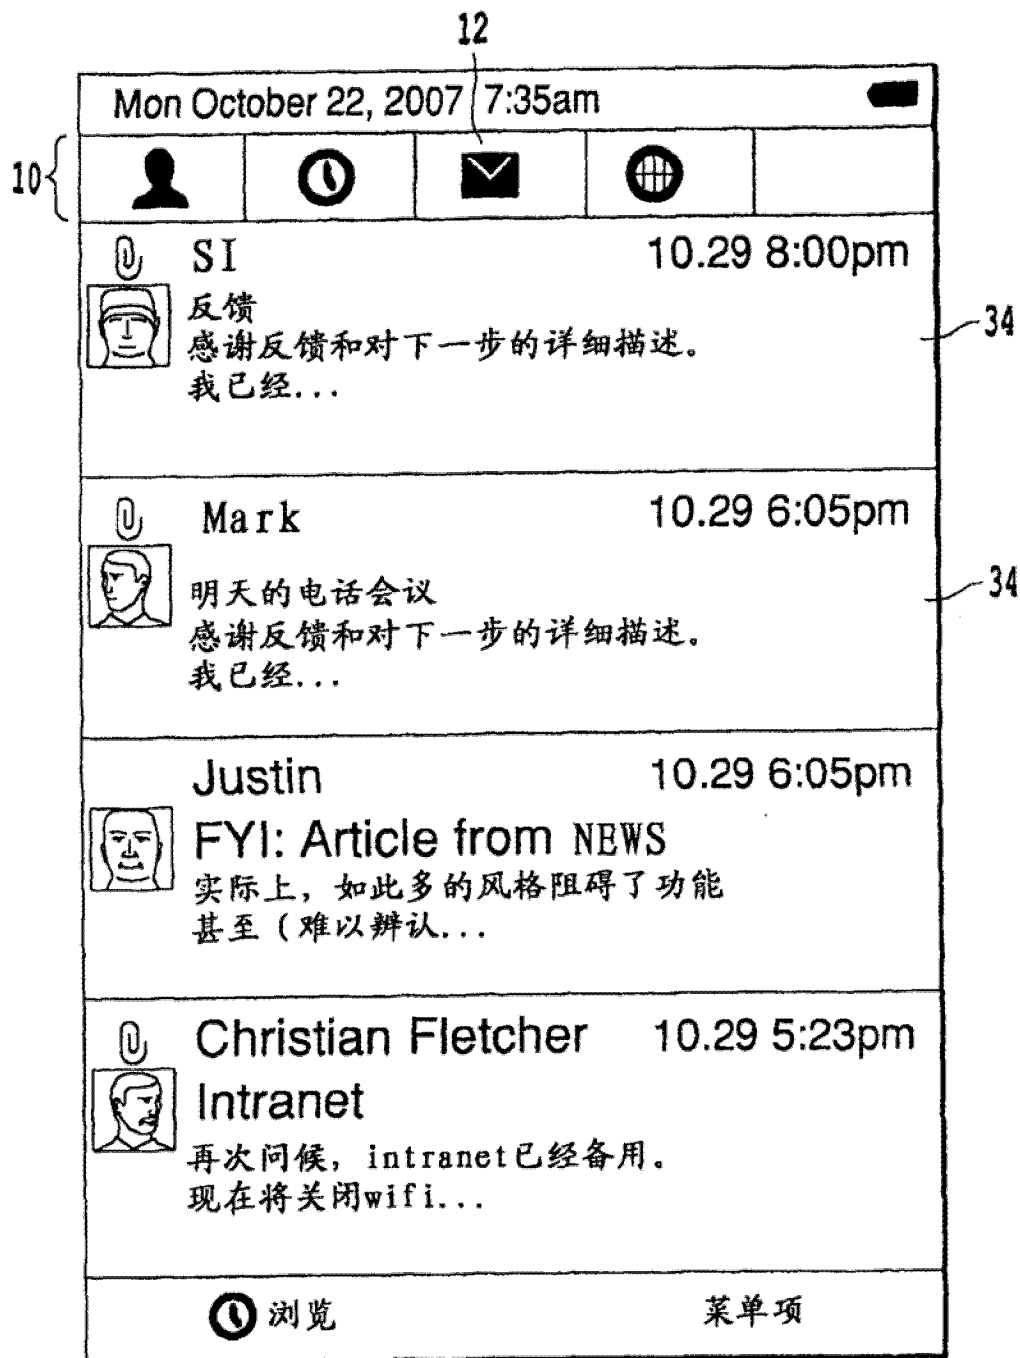 12
Mon October 22, 2007 7:35am
10
SI 10.29 8:00pm
反馈
34
感谢反馈和对下一步的详细描述。
我已经...
Mark 10.29 6:05pm
34
明天的电话会议
感谢反馈和对下一步的详细描述。
我已经...
Justin 10.29 6:05pm
FYI: Article from NEWS
实际上，如此多的风格阻碍了功能
甚至（难以辨认...
Christian Fletcher 10.29 5:23pm
Intranet
再次问候，intranet已经备用。
现在将关闭wifi...
浏览 菜单项